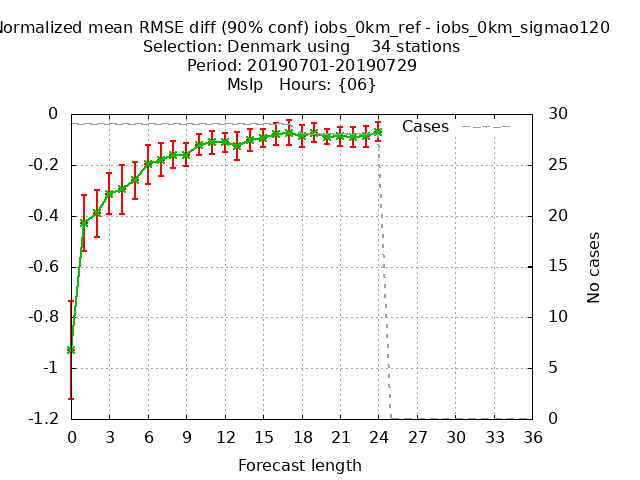 Normalized mean RMSE diff (90% conf) iobs_0km_ref - iobs_0km_sigmao120
Selection: Denmark using    34 stations
Period: 20190701-20190729
Mslp   Hours: {06}
Cases
0
-0.2
-0.4
-0.6
-0.8
-1
-1.2
30
25
20
15
10
5
0
No cases
0 3 6 9 12 15 18 21 24 27 30 33 36
Forecast length